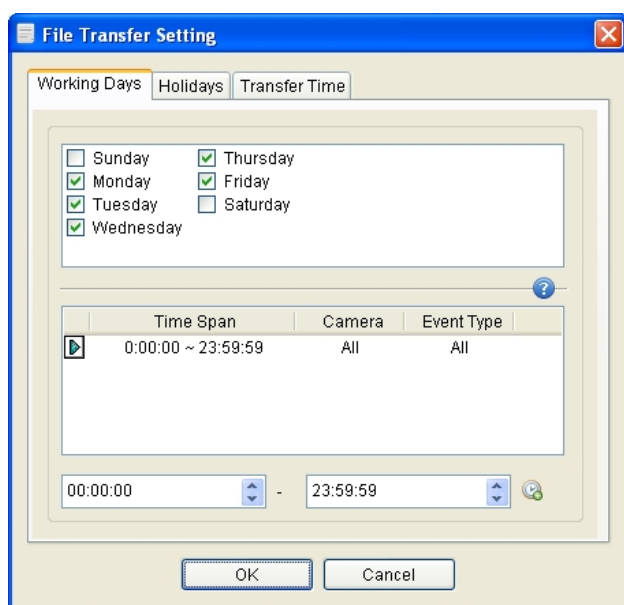 File Transfer Setting
Working Days Holidays Transfer Time
Sunday Thursday
Monday Friday
Tuesday Saturday
Wednesday
?
Time Span Camera Event Type
0:00:00 ~ 23:59:59 All All
00:00:00 - 23:59:59
OK Cancel